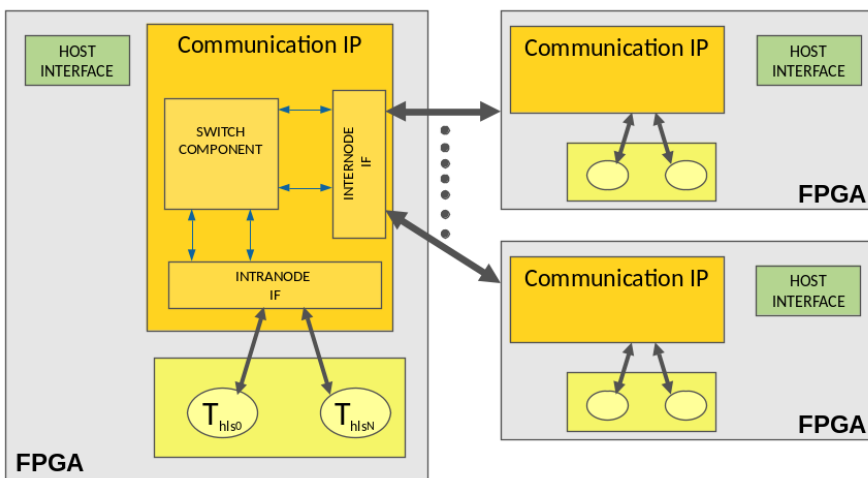 HOST
INTERFACE
Communication IP
SWITCH
COMPONENT
INTERNODE
IF
INTRANODE
IF
Thls0
ThlsN
FPGA
Communication IP
HOST
INTERFACE
FPGA
Communication IP
HOST
INTERFACE
FPGA